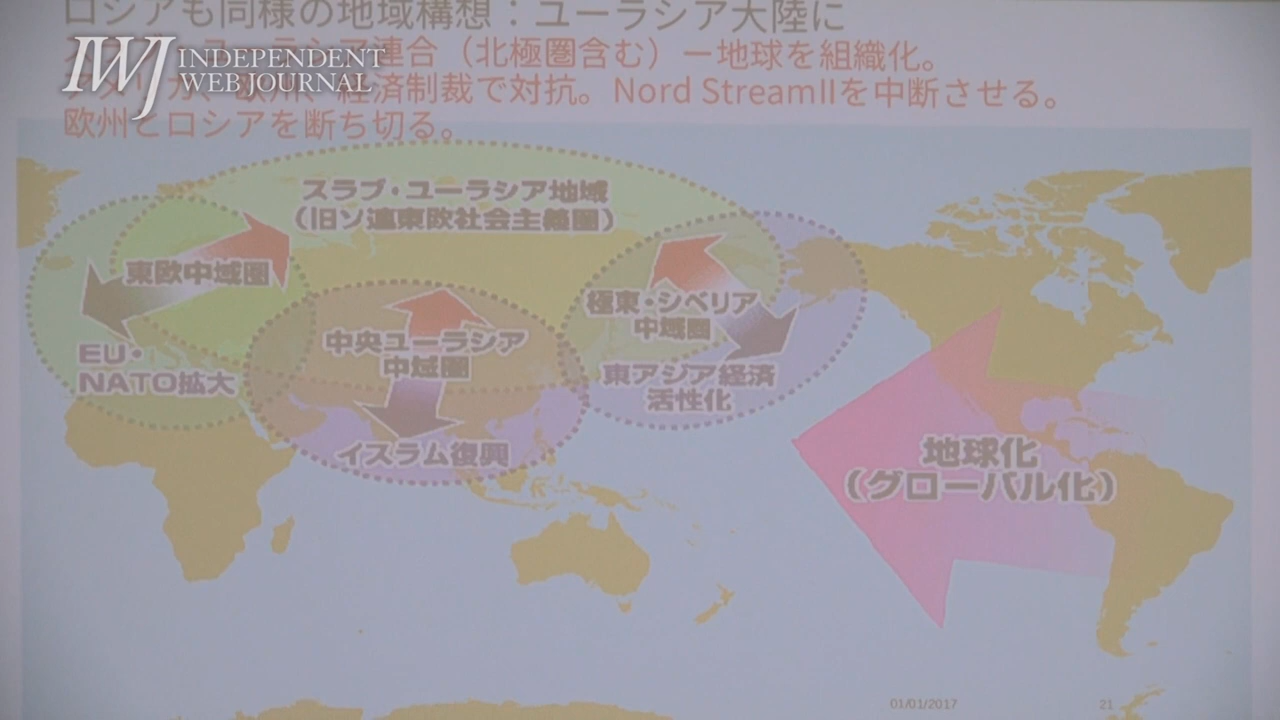 ロシアも同様の地域構想：ユーラシア大陸に
連合（北極圏含む）ー地球を組織化。
経済制裁で対抗。Nord StreamIIを中断させる。
欧州とロシアを断ち切る。
IWJ INDEPENDENT
WEB JOURNAL
スラブ・ユーラシア地域
（旧ソ連東欧社会主義圏）
東欧中域圏
EU・
NATO拡大
中央ユーラシア
中域圏
イスラム復興
極東・シベリア
中域圏
東アジア経済
活性化
地球化
（グローバル化）
01/01/2017
21